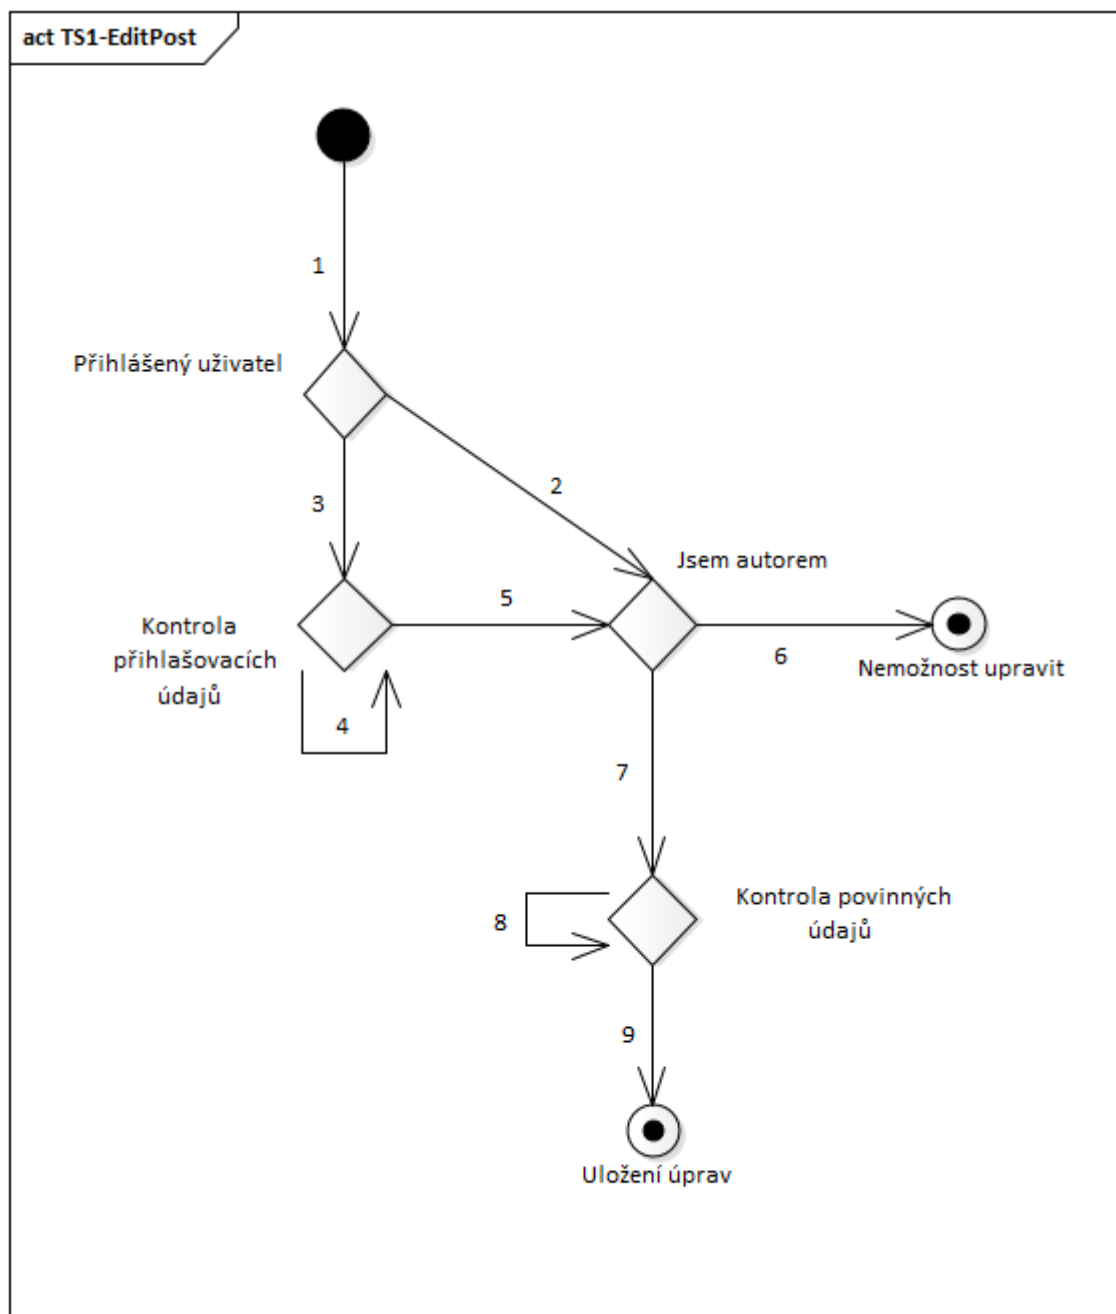 act TS1-EditPost
1
Přihlášený uživatel
2
3
Jsem autorem
5
Kontrola
přihlašovacích
údajů
6
Nemožnost upravit
4
7
Kontrola povinných
údajů
8
9
Uložení úprav